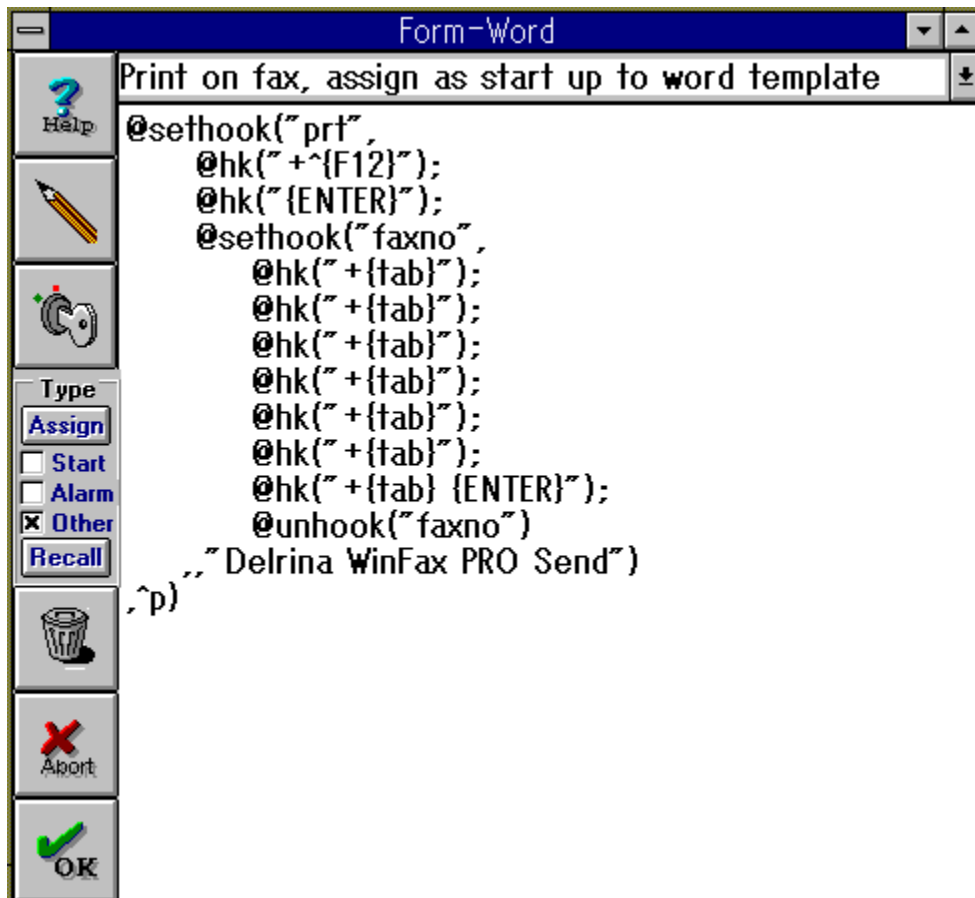 Form-Word
Help
Print on fax, assign as start up to word template
@sethook("prt",
@hk("+^{F12}");
@hk("{ENTER}");
@sethook("faxno",
@hk("+{tab}");
@hk("+{tab}");
@hk("+{tab}");
@hk("+{tab}");
@hk("+{tab}");
@hk("+{tab}");
@hk("+{tab} {ENTER}");
@unhook("faxno")
,,"Delrina WinFax PRO Send")
,^p)
Type
Assign
Start
Alarm
Other
Recall
Abort
OK